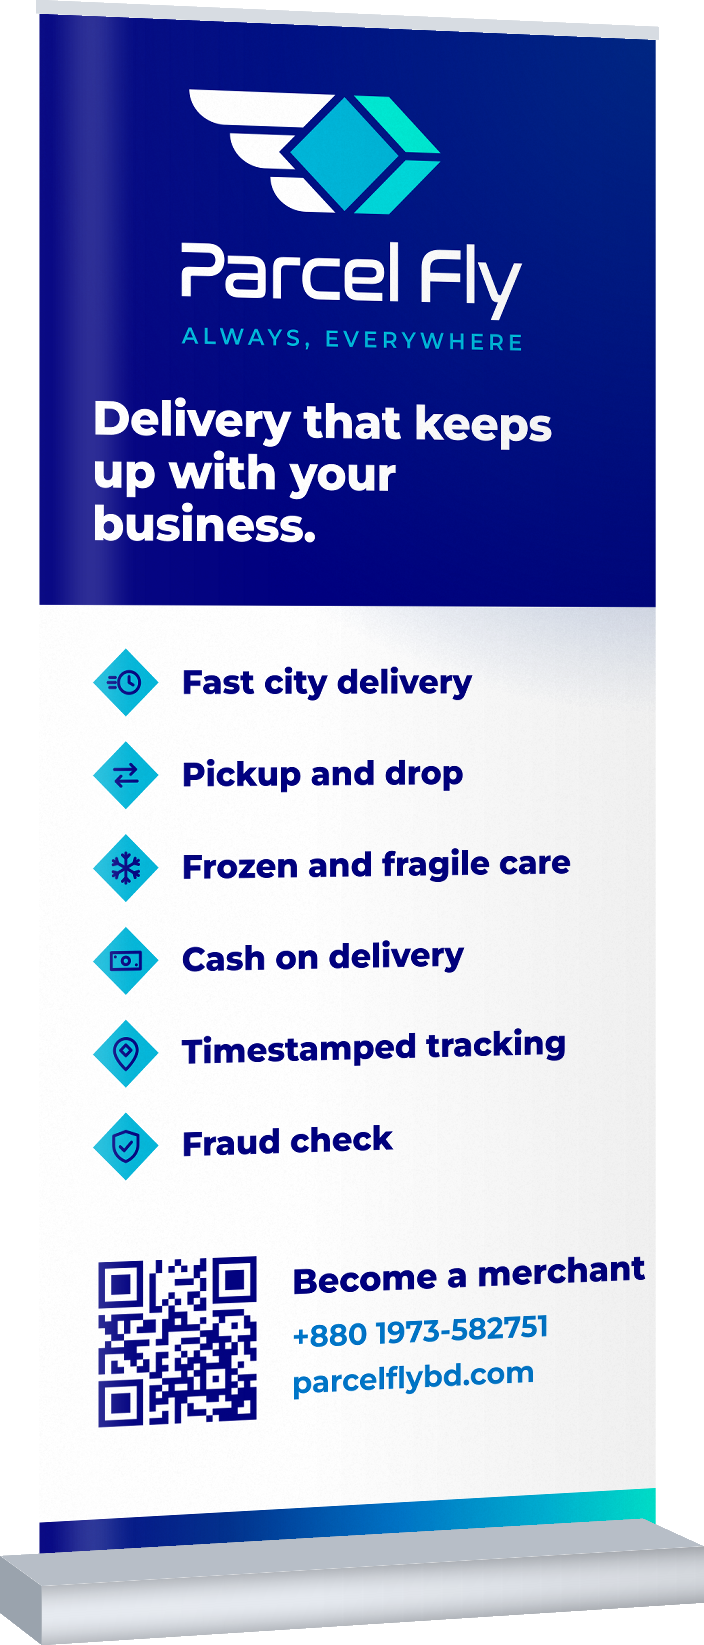 Parcel Fly
ALWAYS, EVERYWHERE
Delivery that keeps
up with your
business.
Fast city delivery
Pickup and drop
Frozen and fragile care
Cash on delivery
Timestamped tracking
Fraud check
Become a merchant
+880 1973-582751
parcelflybd.com